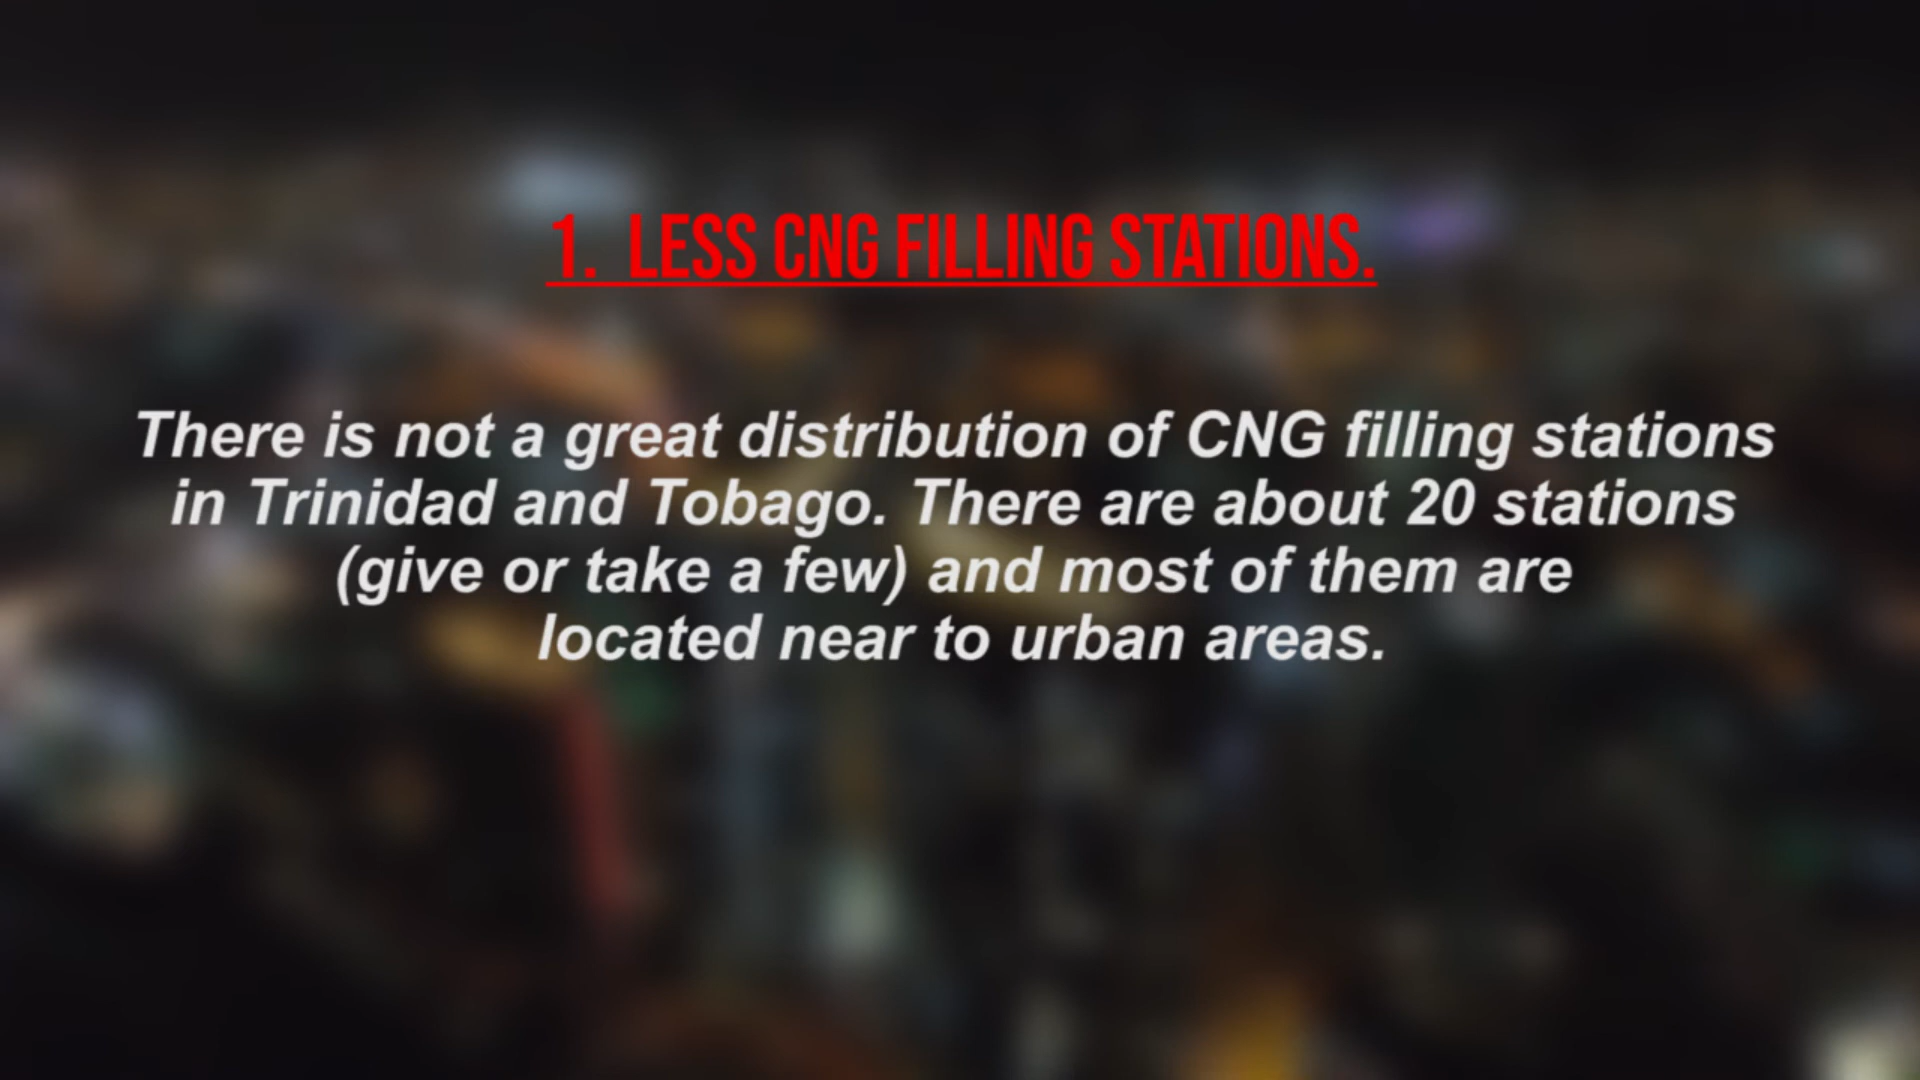 1. LESS CNG FILLING STATIONS.
There is not a great distribution of CNG filling stations
in Trinidad and Tobago. There are about 20 stations
(give or take a few) and most of them are
located near to urban areas.